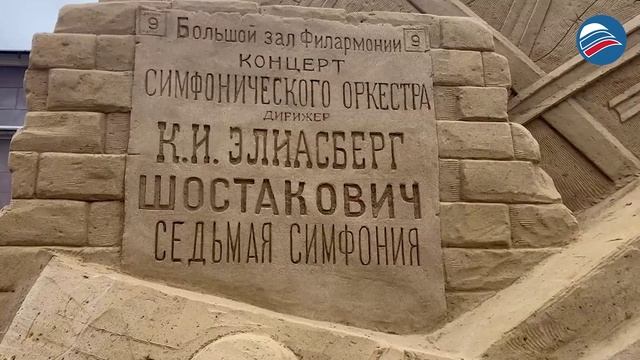 9 Большой зал Филармонии 9
КОНЦЕРТ
СИМФОНИЧЕСКОГО ОРКЕСТРА
ДИРИЖЕР
К.И. ЭЛИАСБЕРГ
ШОСТАКОВИЧ
СЕДЬМАЯ СИМФОНИЯ